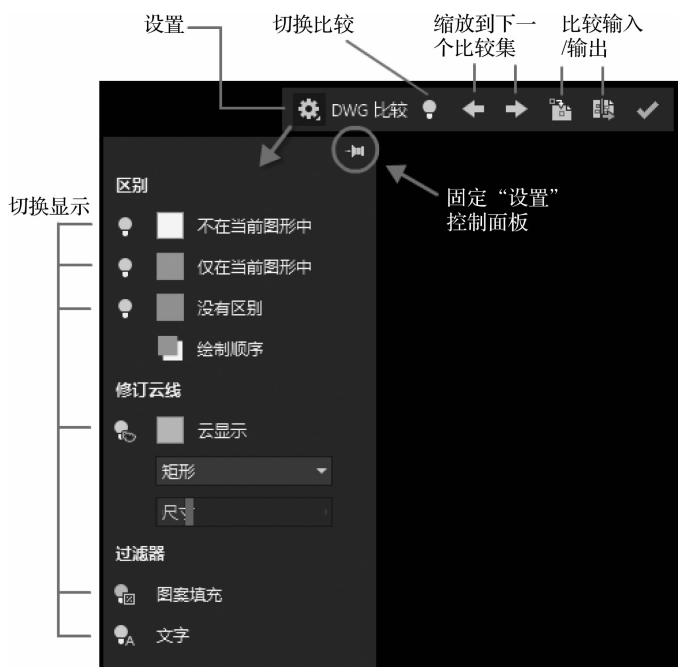 设置
切换比较
缩放到下一
个比较集
比较输入
/输出
DWG 比较
固定“设置”
控制面板
切换显示
区别
不在当前图形中
仅在当前图形中
没有区别
绘制顺序
修订云线
云显示
矩形
尺寸
过滤器
图案填充
A 文字